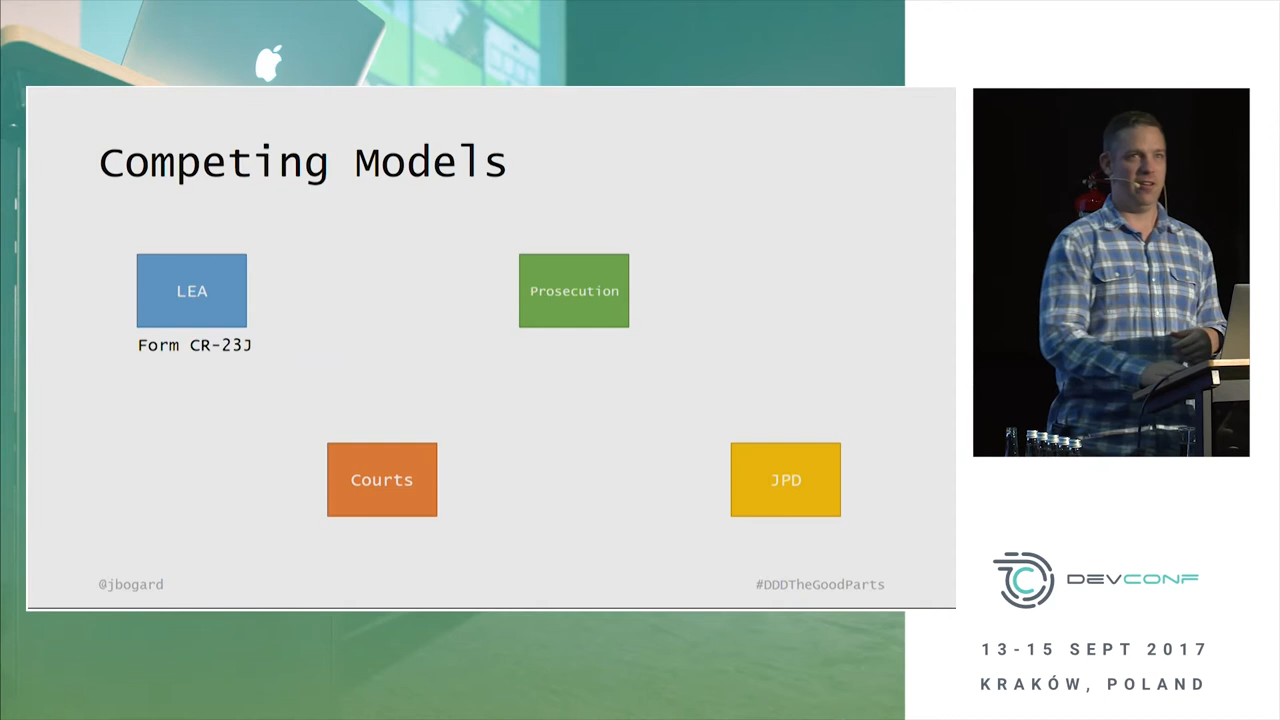 Competing Models
LEA
Prosecution
Form CR-23J
Courts
JPD
@jbogard
#DDDTheGoodParts
DEVCONF
13-15 SEPT 2017
KRAKÓW, POLAND